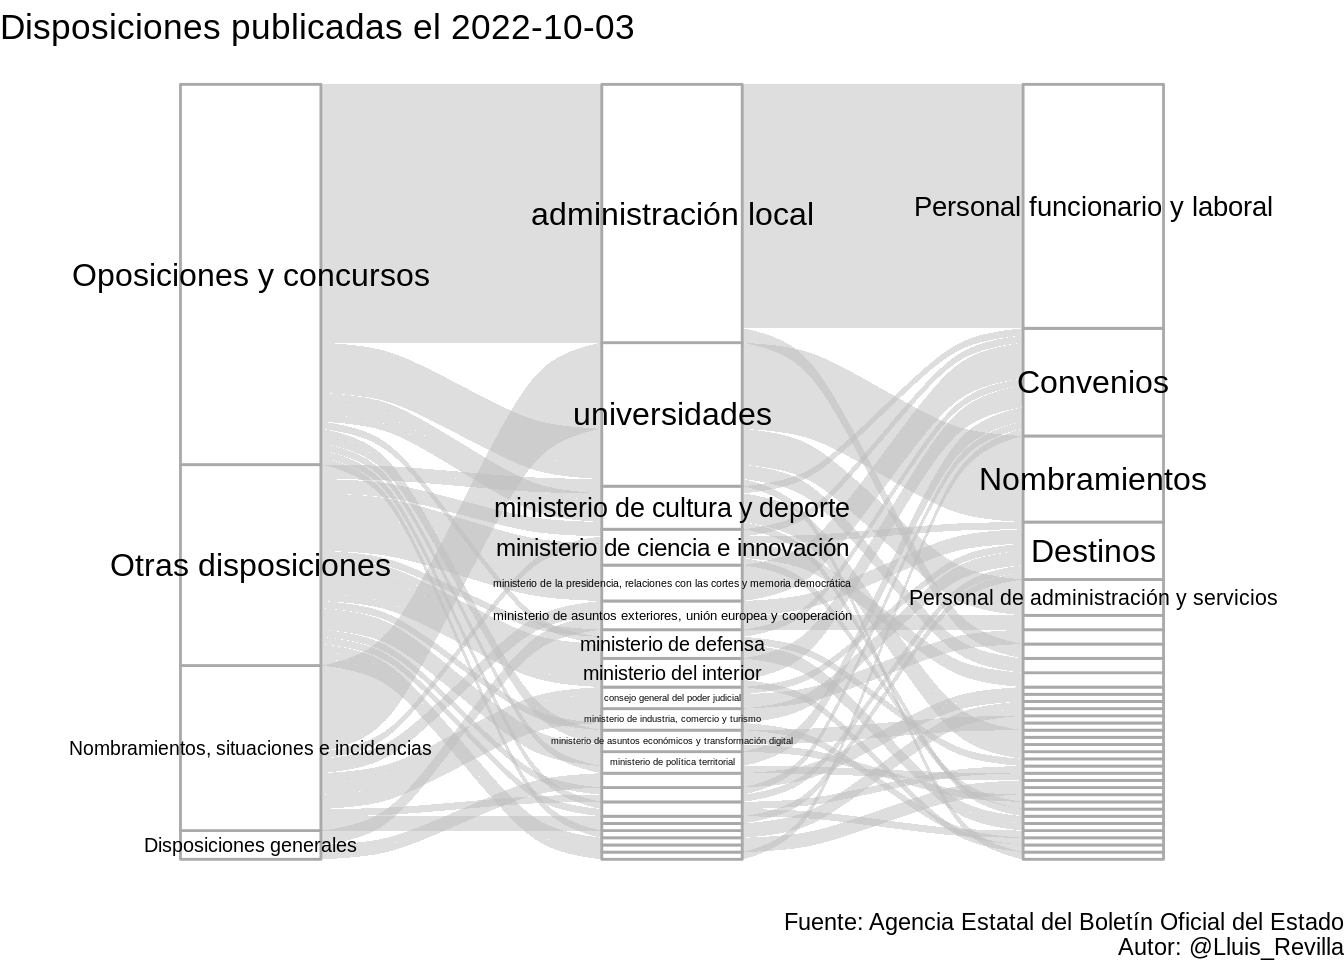 Disposiciones publicadas el 2022-10-03
Oposiciones y concursos
Otras disposiciones
Nombramientos, situaciones e incidencias
Disposiciones generales
administración local
universidades
ministerio de cultura y deporte
ministerio de ciencia e innovación
ministerio de la presidencia, relaciones con las cortes y memoria democrática
ministerio de asuntos exteriores, unión europea y cooperación
ministerio de defensa
ministerio del interior
consejo general del poder judicial
ministerio de industria, comercio y turismo
ministerio de asuntos económicos y transformación digital
ministerio de política territorial
Personal funcionario y laboral
Convenios
Nombramientos
Destinos
Personal de administración y servicios
Fuente: Agencia Estatal del Boletín Oficial del Estado
Autor: @Lluis_Revilla